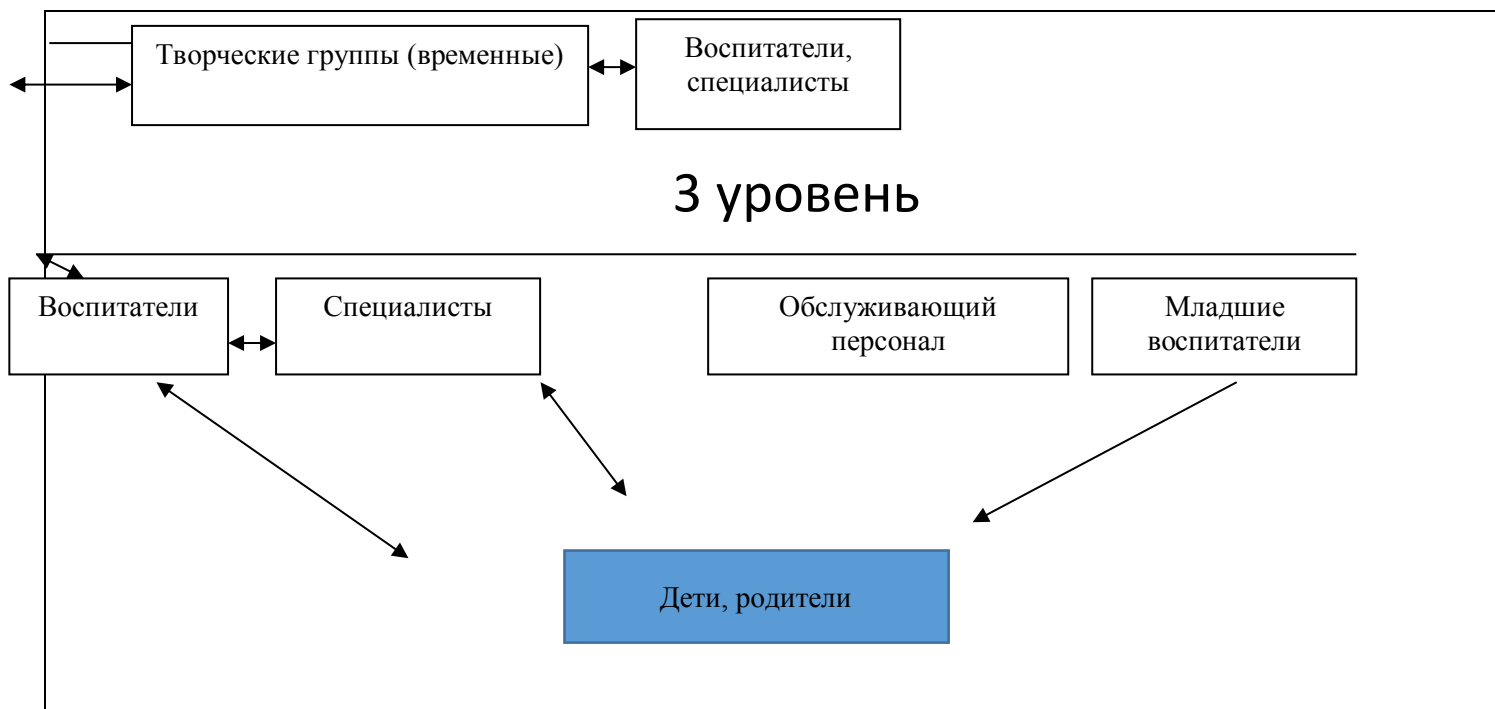 Творческие группы (временные)
Воспитатели,
специалисты
3 уровень
Воспитатели
Специалисты
Обслуживающий
персонал
Младшие
воспитатели
Дети, родители